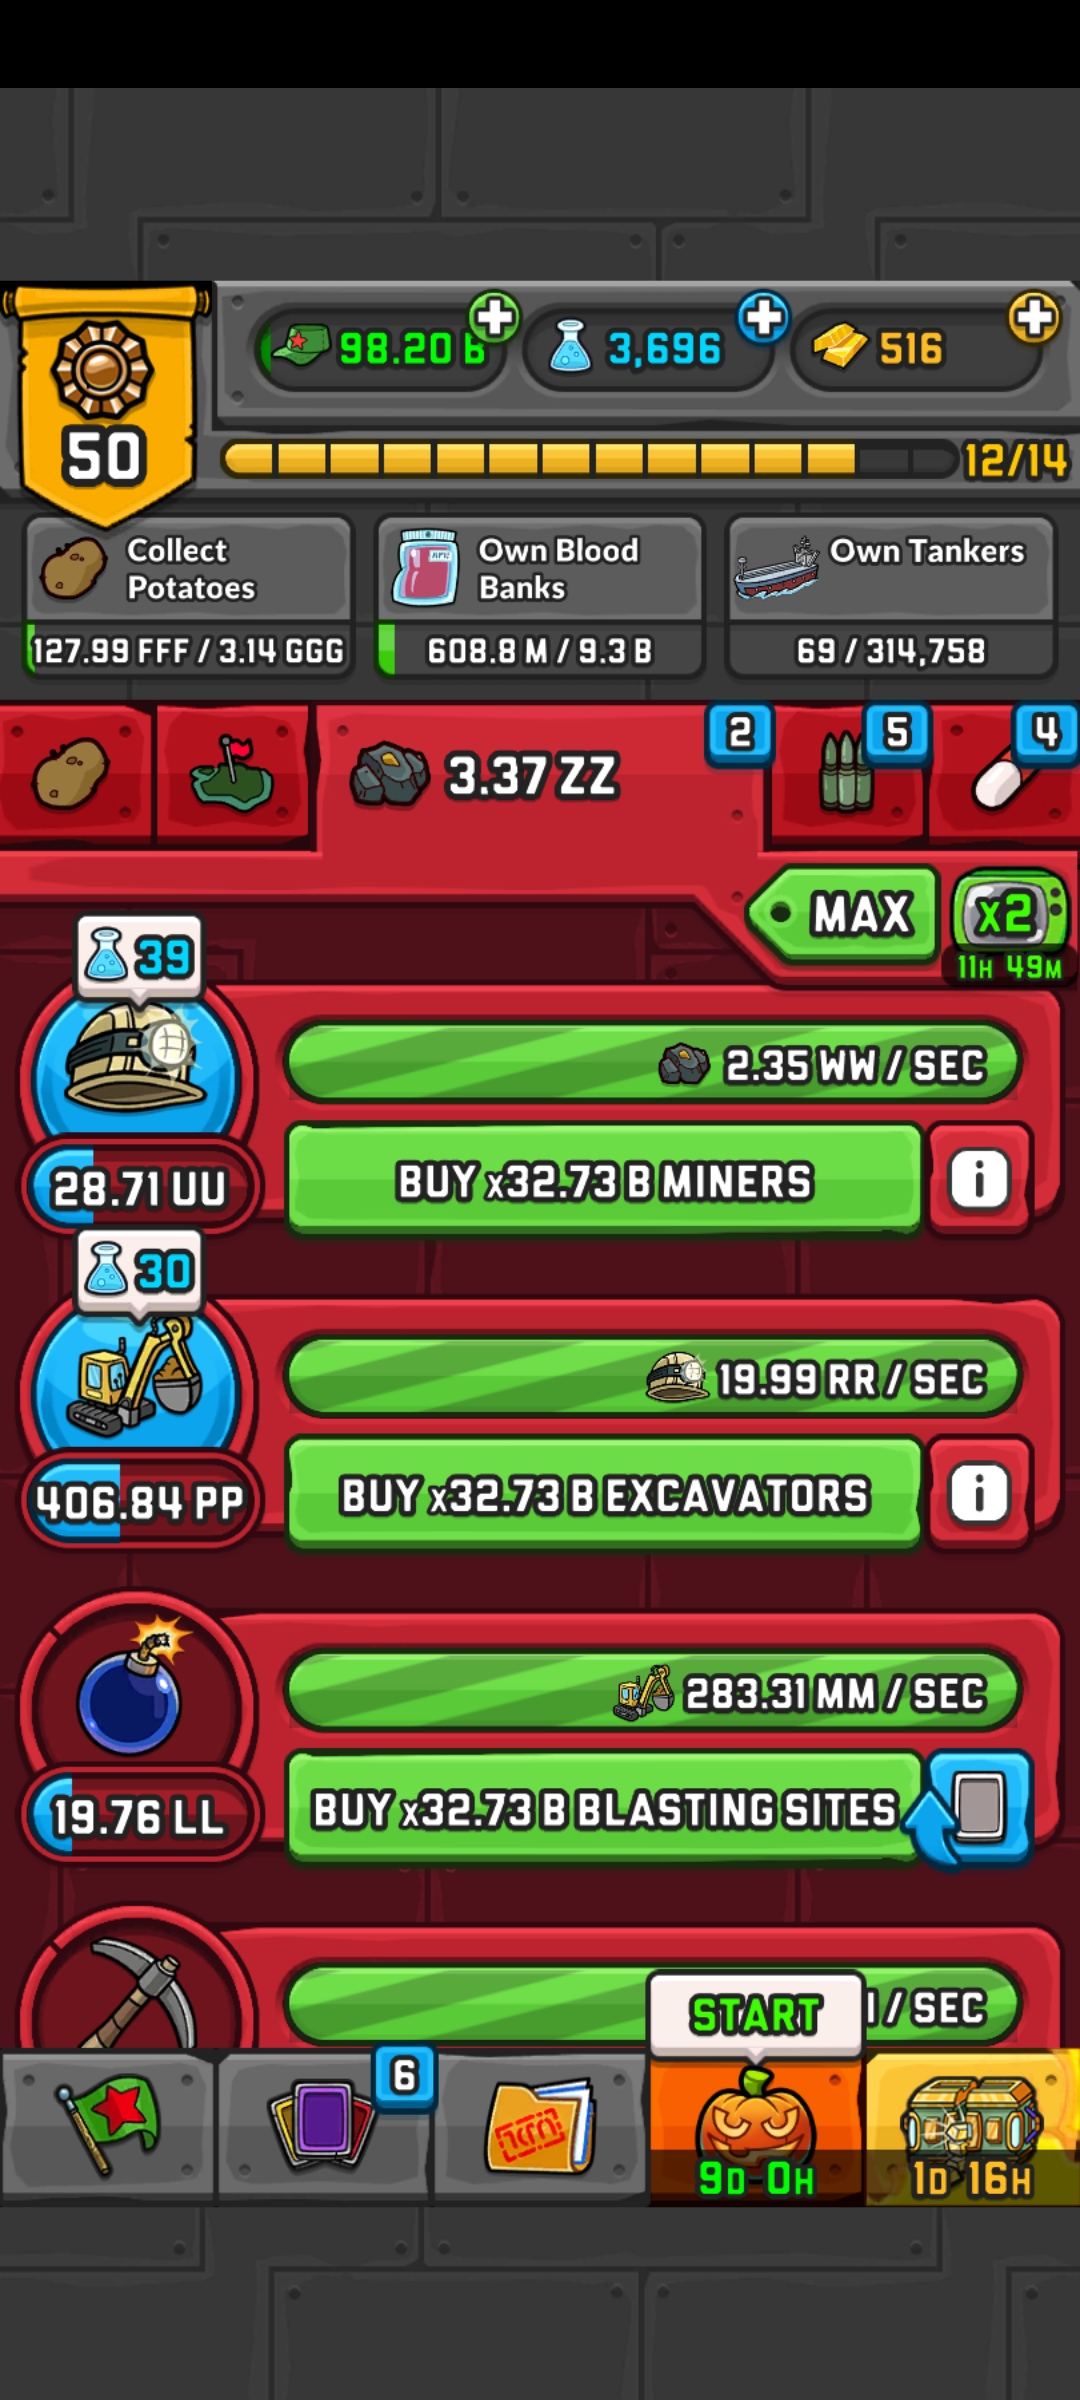 98.20 B
3,696
516
50
12/14
Collect
Potatoes
127.99 FFF / 3.14 GGG
Own Blood
Banks
608.8 M / 9.3 B
Own Tankers
69 / 314,758
3.37 ZZ
2
5
4
MAX
x2
11H 49M
39
2.35 WW / SEC
28.71 UU
BUY x32.73 B MINERS
i
30
19.99 RR / SEC
406.84 PP
BUY x32.73 B EXCAVATORS
i
283.31 MM / SEC
19.76 LL
BUY x32.73 B BLASTING SITES
/ SEC
START
6
9D 0H
1D 16H